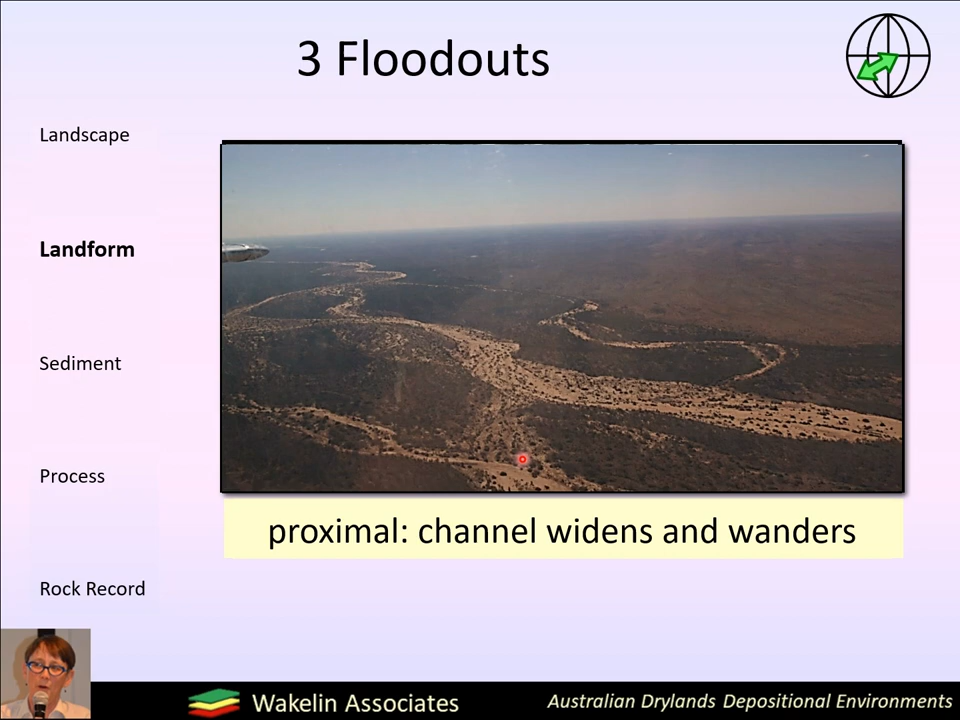 3 Floodouts
Landscape
Landform
Sediment
Process
Rock Record
proximal: channel widens and wanders
Wakelin Associates
Australian Drylands Depositional Environments